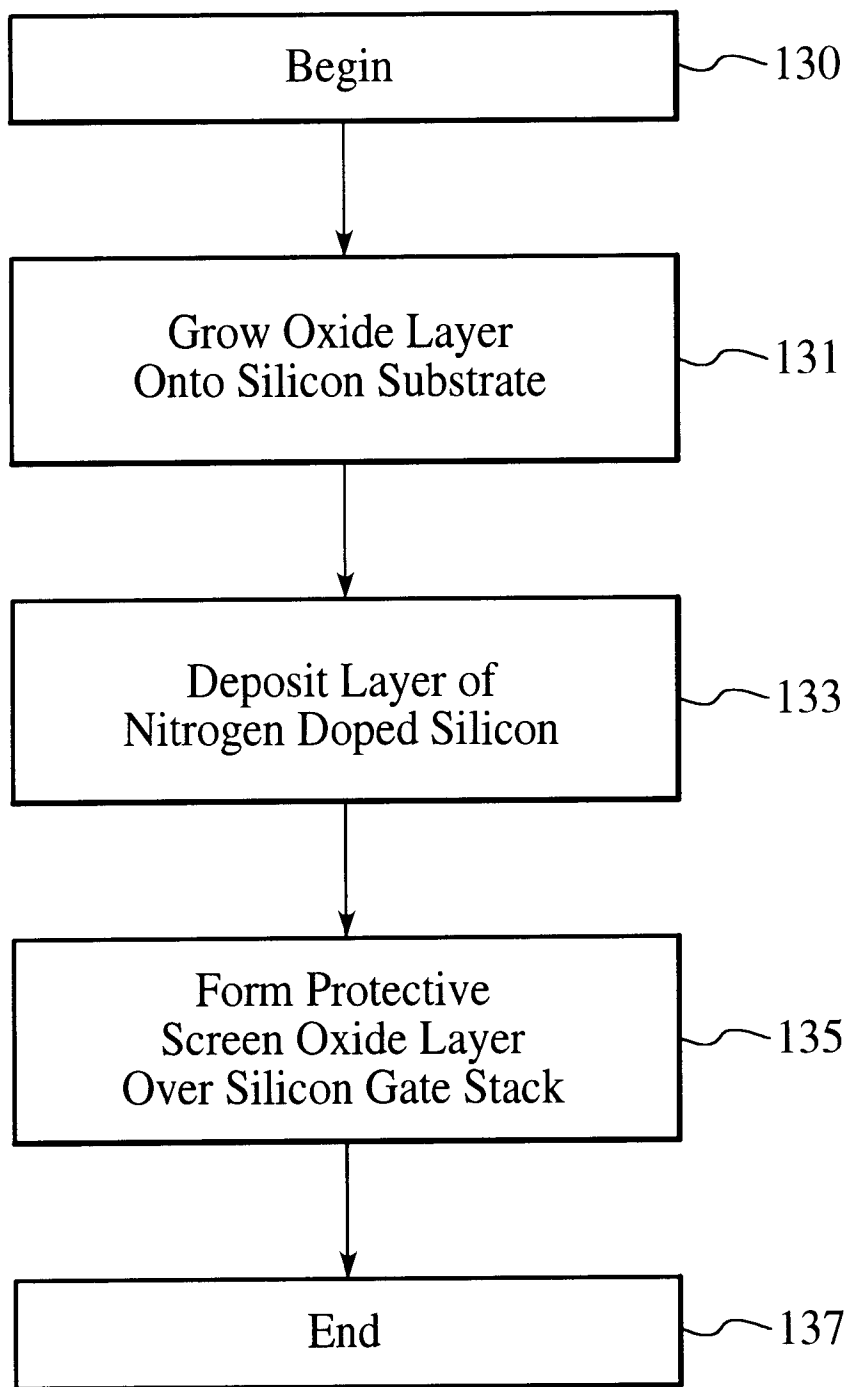 Begin
130
Grow Oxide Layer
Onto Silicon Substrate
131
Deposit Layer of
Nitrogen Doped Silicon
133
Form Protective
Screen Oxide Layer
Over Silicon Gate Stack
135
End
137